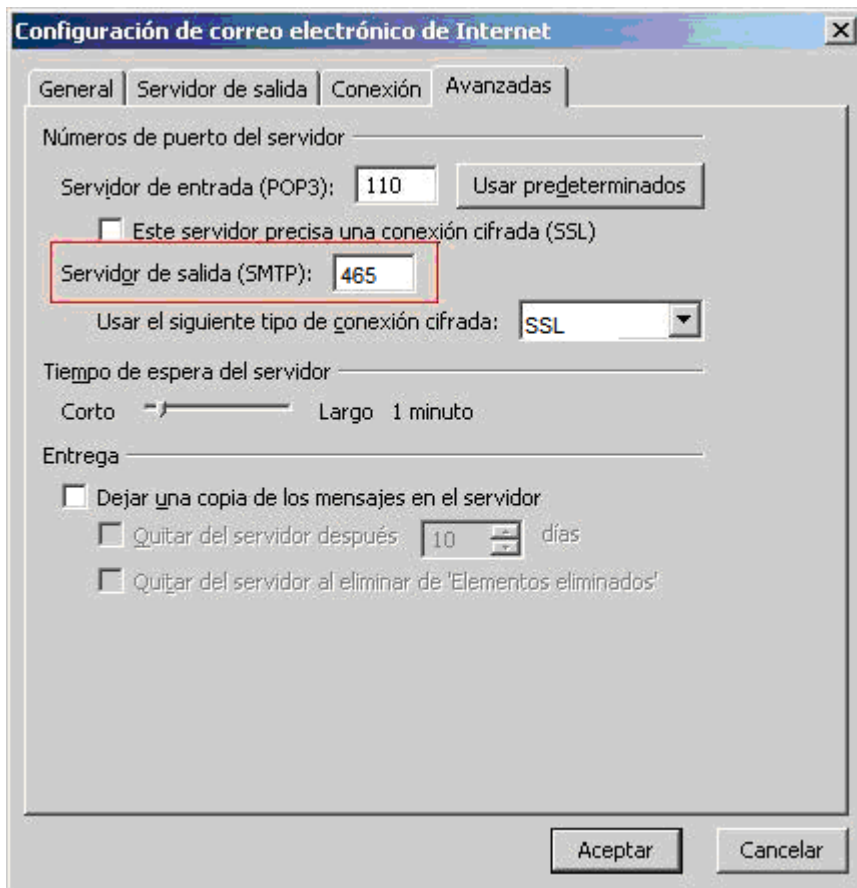 Configuración de correo electrónico de Internet
General Servidor de salida Conexión Avanzadas
Números de puerto del servidor
Servidor de entrada (POP3): 110 Usar predeterminados
Este servidor precisa una conexión cifrada (SSL)
Servidor de salida (SMTP): 465
Usar el siguiente tipo de conexión cifrada: SSL
Tiempo de espera del servidor
Corto Largo 1 minuto
Entrega
Dejar una copia de los mensajes en el servidor
Quitar del servidor después 10 días
Quitar del servidor al eliminar de 'Elementos eliminados'
Aceptar Cancelar